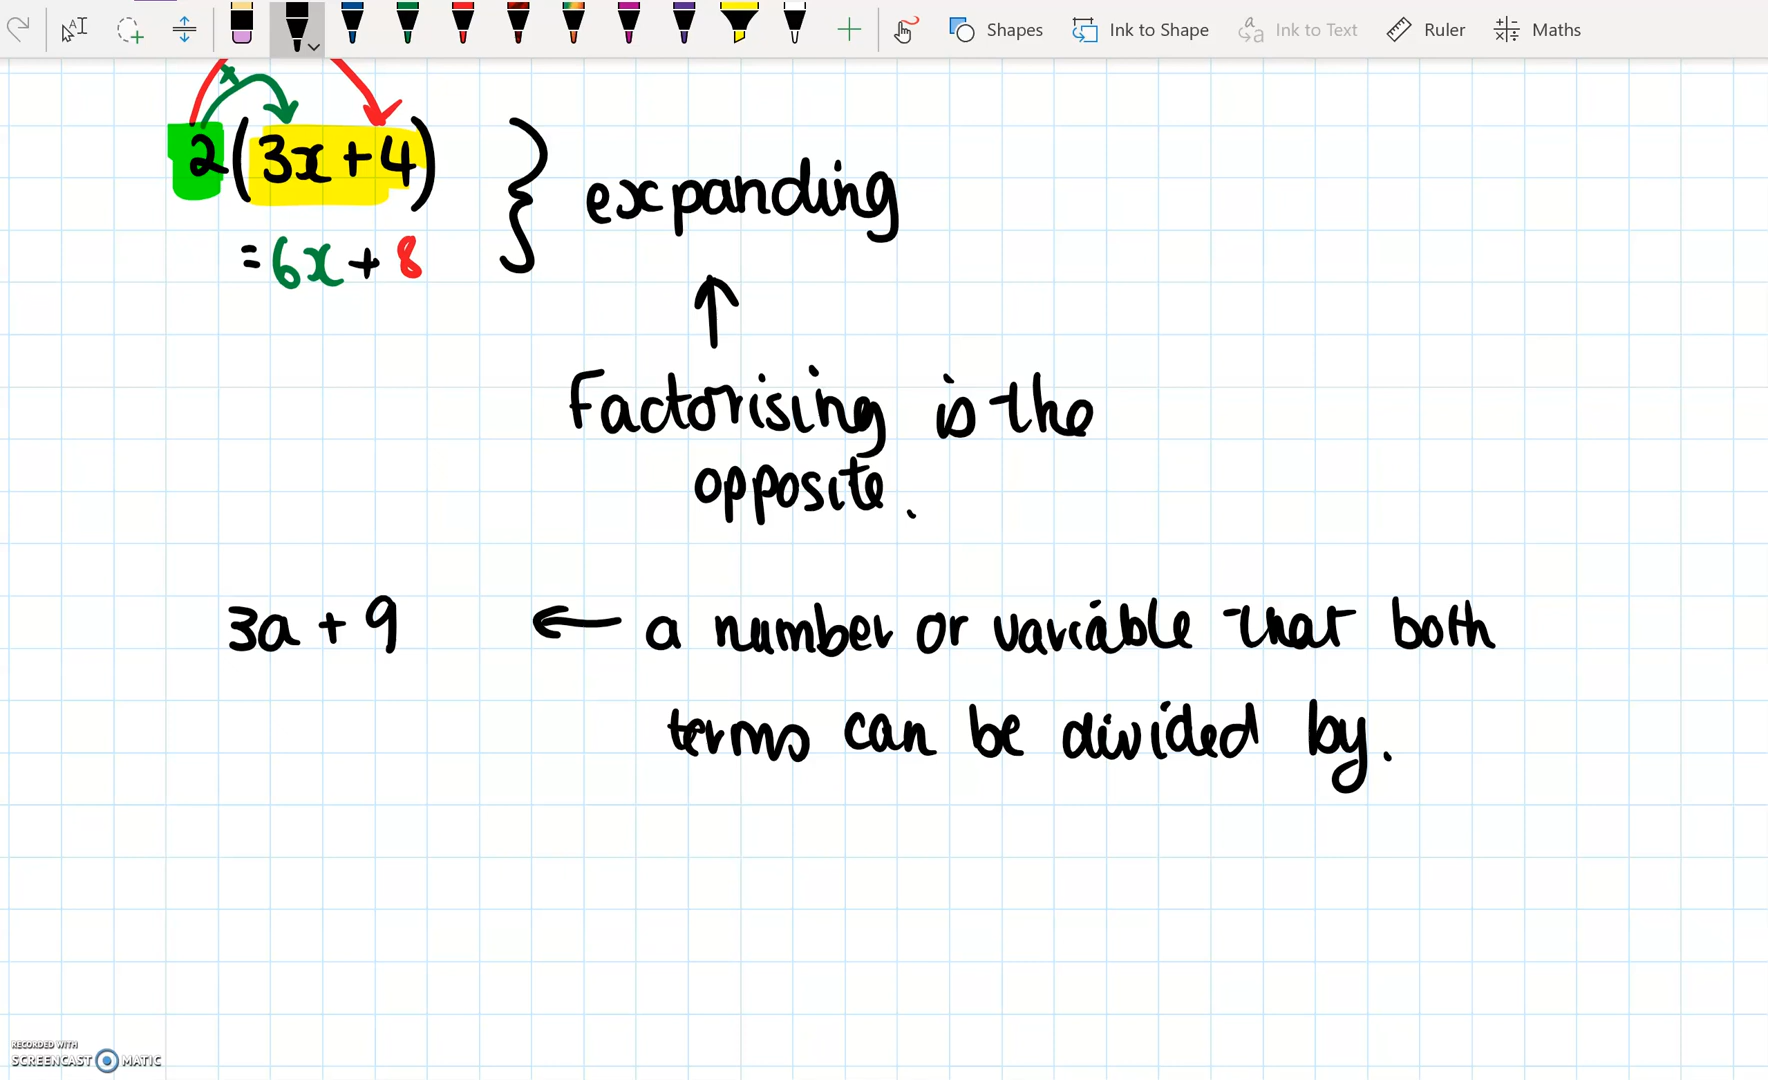 Shapes Ink to Shape Ink to Text Ruler Maths
2(3x+4)
=6x+8
expanding
Factorising is the
opposite.
3a+9 ← a number or variable that both
terms can be divided by.
RECORDED WITH
SCREENCAST MATIC